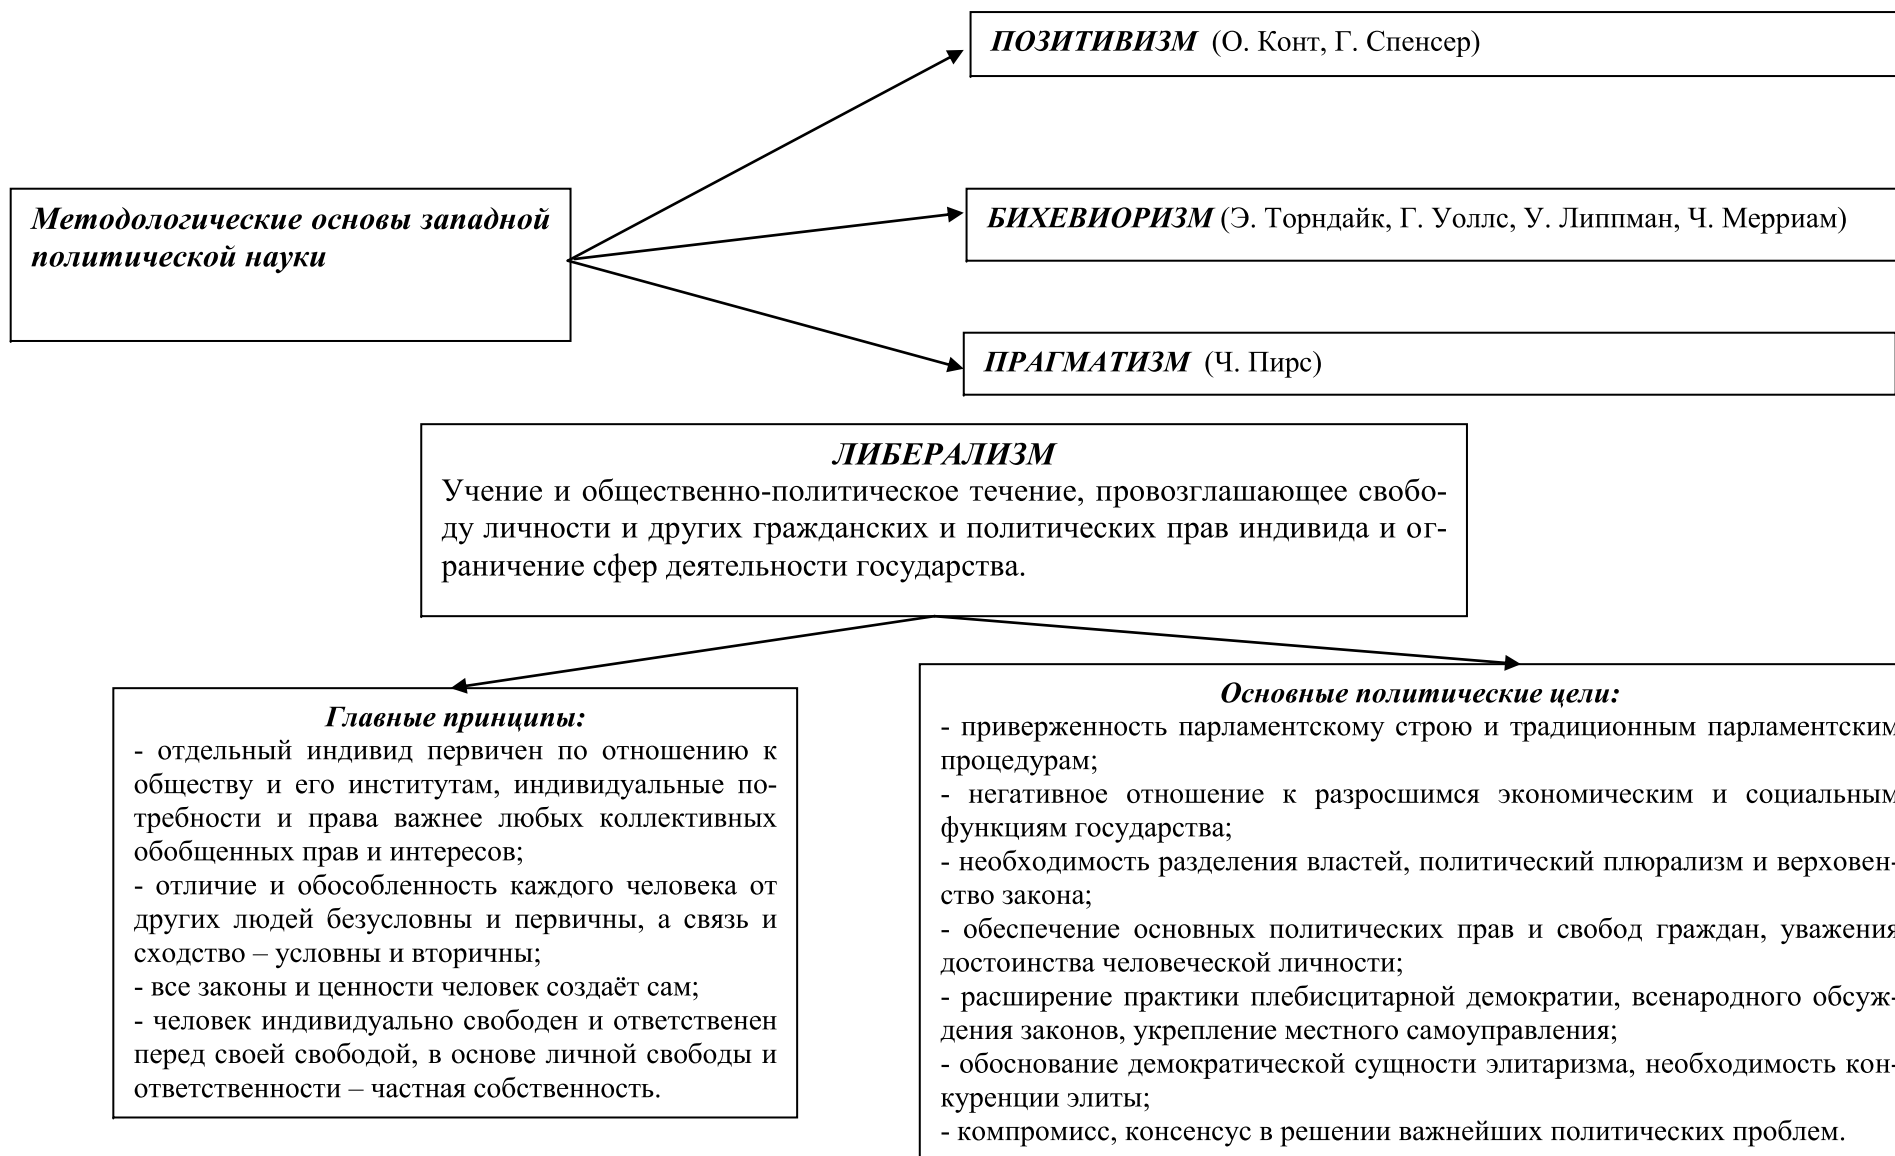 ПОЗИТИВИЗМ (О. Конт, Г. Спенсер)
Методологические основы западной
политической науки
БИХЕВИОРИЗМ (Э. Торндайк, Г. Уоллс, У. Липпман, Ч. Мерриам)
ПРАГМАТИЗМ (Ч. Пирс)
ЛИБЕРАЛИЗМ
Учение и общественно-политическое течение, провозглашающее свобо-
ду личности и других гражданских и политических прав индивида и ог-
раничение сфер деятельности государства.
Главные принципы:
- отдельный индивид первичен по отношению к
обществу и его институтам, индивидуальные по-
требности и права важнее любых коллективных
обобщенных прав и интересов;
- отличие и обособленность каждого человека от
других людей безусловны и первичны, а связь и
сходство – условны и вторичны;
- все законы и ценности человек создаёт сам;
- человек индивидуально свободен и ответственен
перед своей свободой, в основе личной свободы и
ответственности – частная собственность.
Основные политические цели:
- приверженность парламентскому строю и традиционным парламентским
процедурам;
- негативное отношение к разросшимся экономическим и социальным
функциям государства;
- необходимость разделения властей, политический плюрализм и верховен-
ство закона;
- обеспечение основных политических прав и свобод граждан, уважения
достоинства человеческой личности;
- расширение практики плебисцитарной демократии, всенародного обсуж-
дения законов, укрепление местного самоуправления;
- обоснование демократической сущности элитаризма, необходимость кон-
куренции элиты;
- компромисс, консенсус в решении важнейших политических проблем.